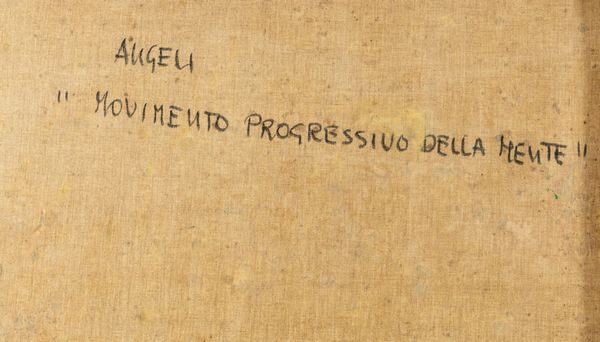 ANGELI
" MOVIMENTO PROGRESSIVO DELLA MENTE "